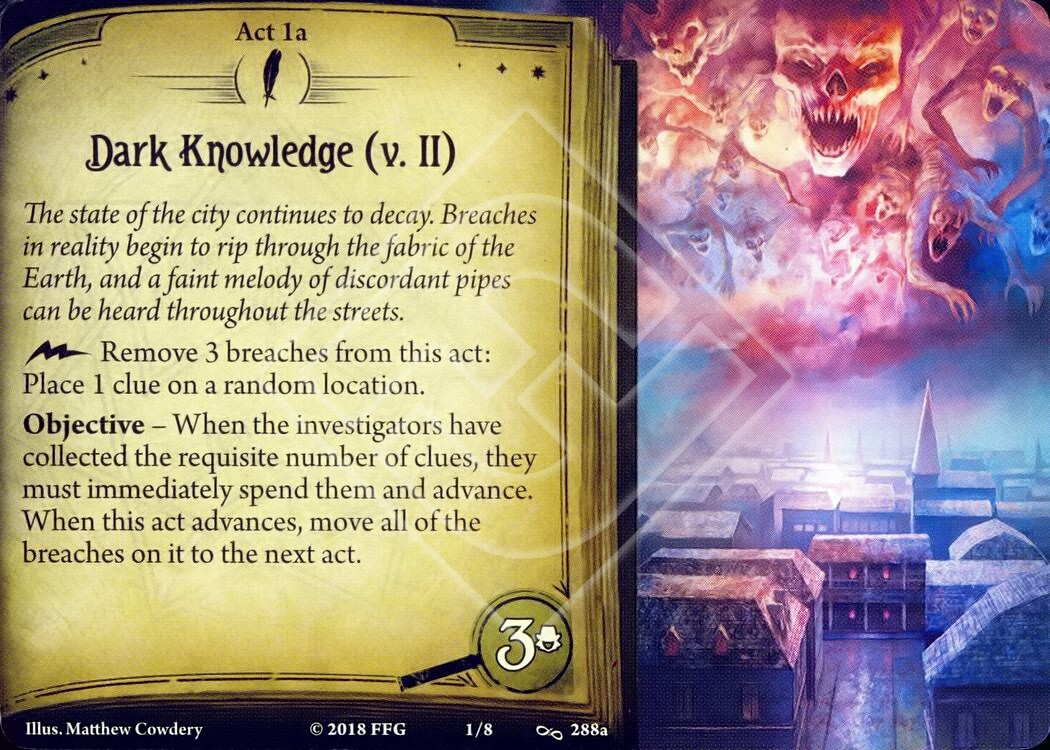 Act 1a
Dark Knowledge (v. II)
The state of the city continues to decay. Breaches
in reality begin to rip through the fabric of the
Earth, and a faint melody of discordant pipes
can be heard throughout the streets.
Remove 3 breaches from this act:
Place 1 clue on a random location.
Objective – When the investigators have
collected the requisite number of clues, they
must immediately spend them and advance.
When this act advances, move all of the
breaches on it to the next act.
3
Illus. Matthew Cowdery © 2018 FFG 1/8 288a